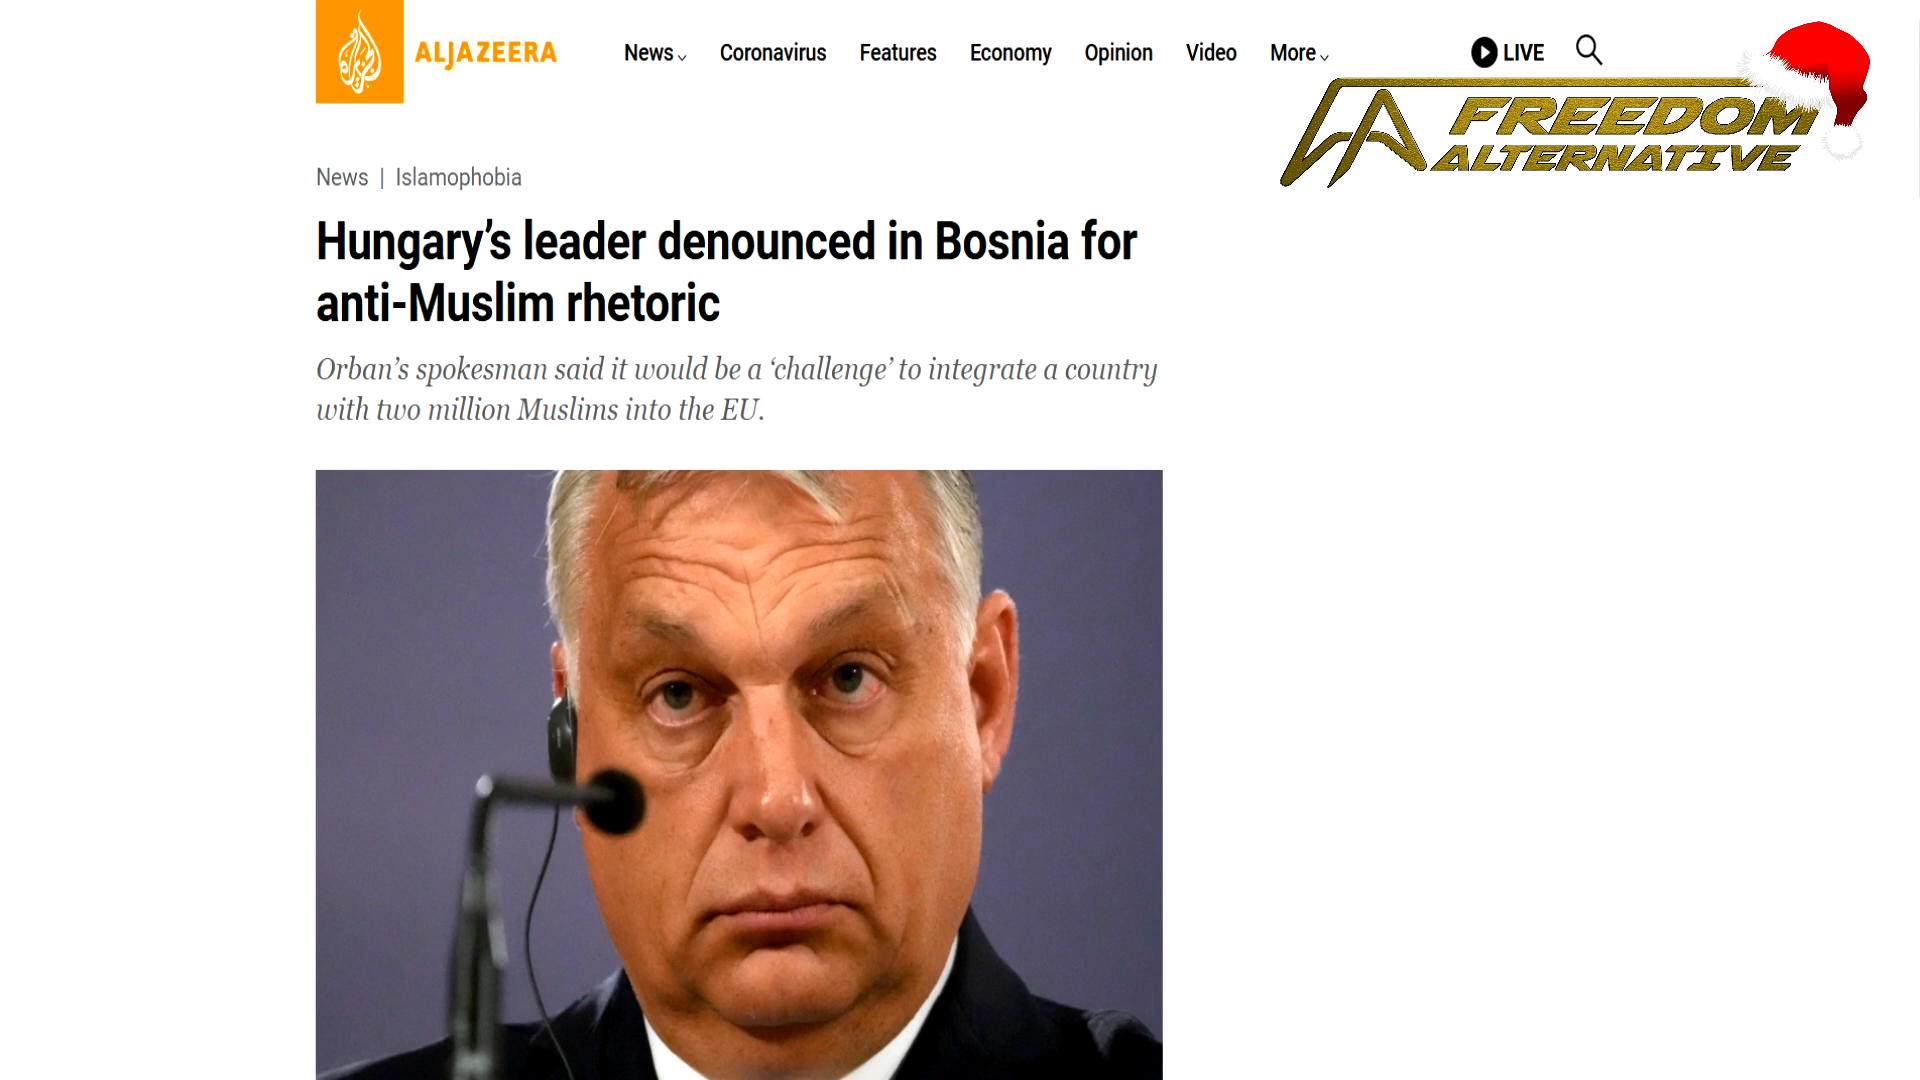 ALJAZEERA
News Coronavirus Features Economy Opinion Video More LIVE
FREEDOM
ALTERNATIVE
News | Islamophobia
Hungary’s leader denounced in Bosnia for
anti-Muslim rhetoric
Orban’s spokesman said it would be a ‘challenge’ to integrate a country
with two million Muslims into the EU.